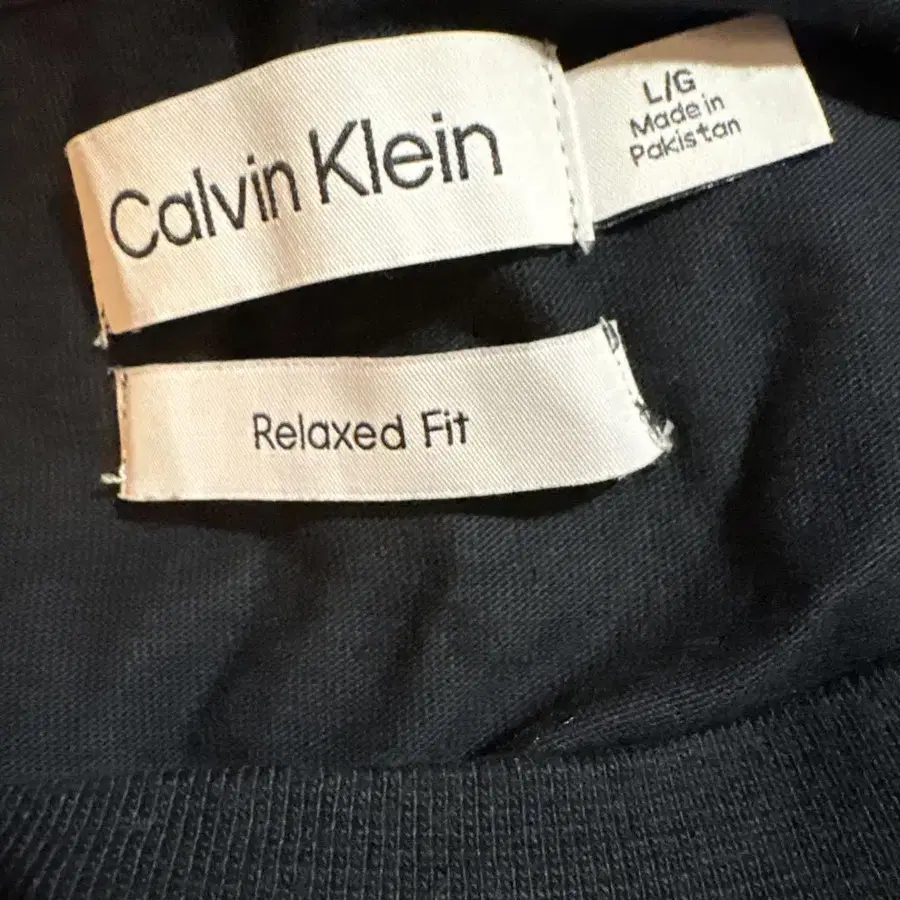 Calvin Klein
L/G
Made in
Pakistan
Relaxed Fit